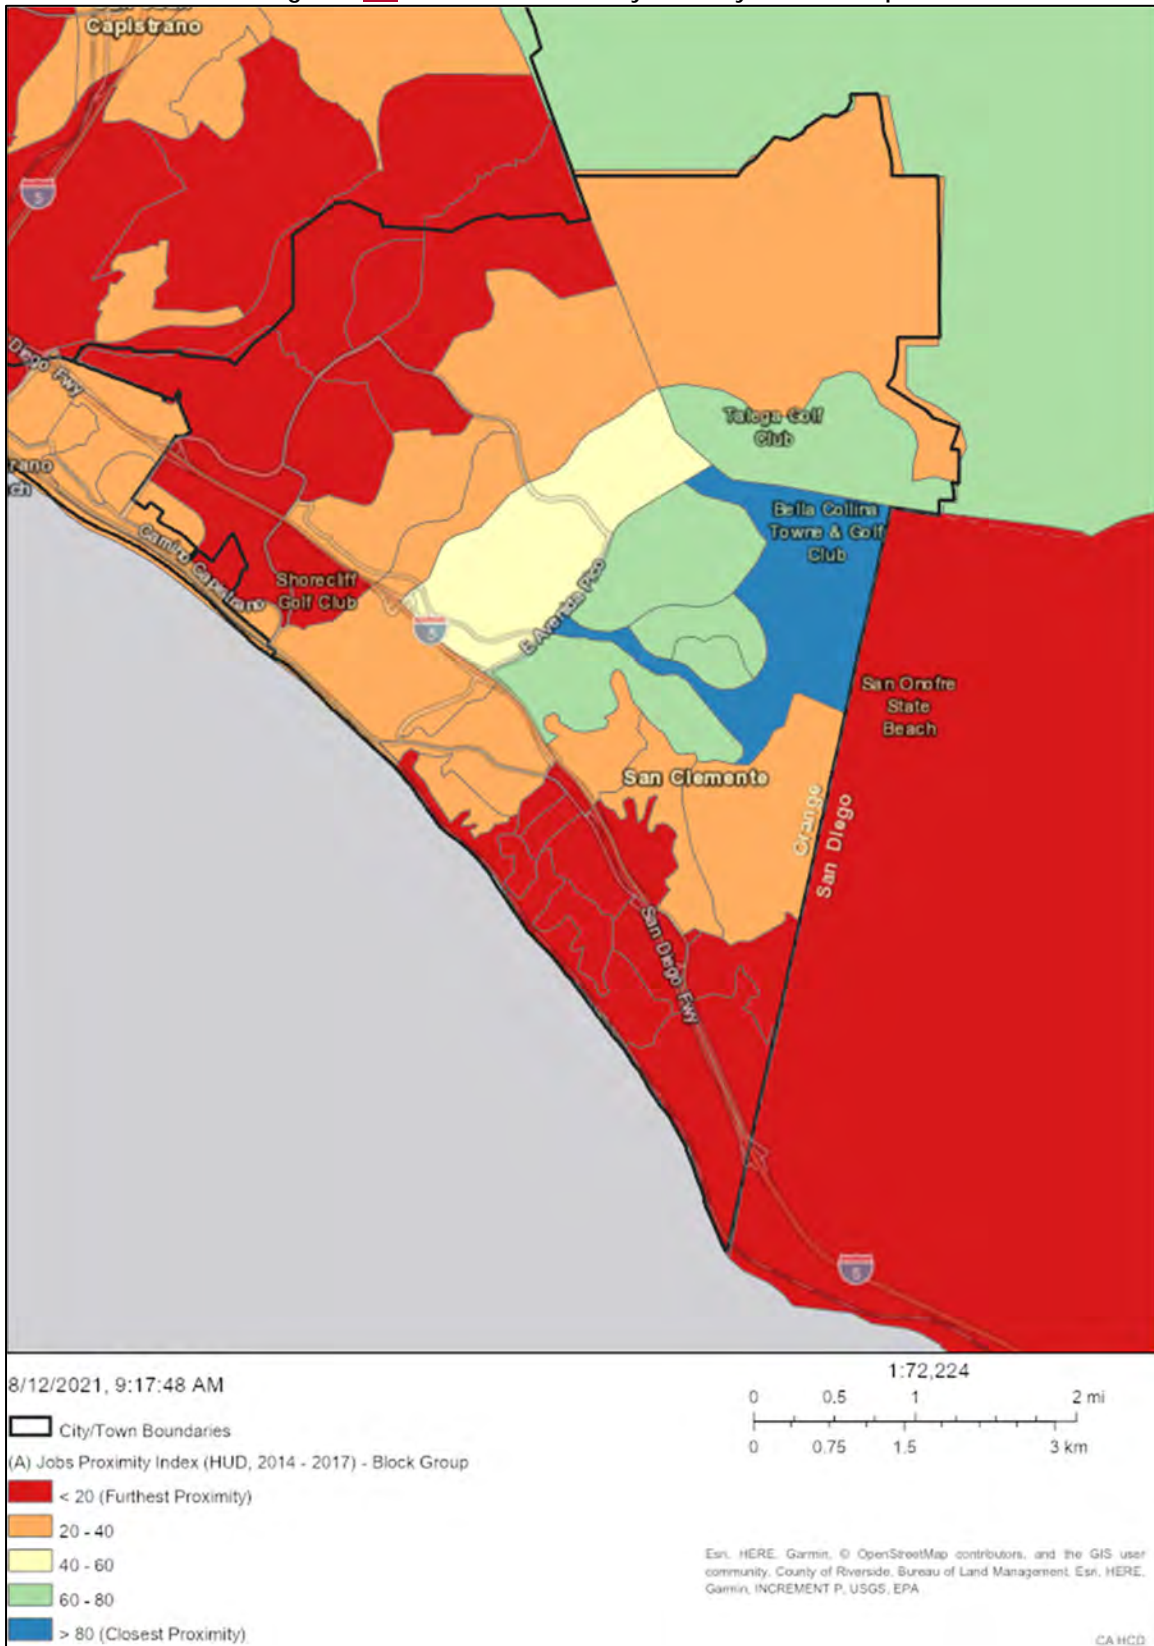 Capistrano
5
Diego Fwy
Talega Golf
Club
rano
ch
Bella Collina
Towne & Golf
Club
Camino Capistrano
Shorecliff
Golf Club
E Avenida Pico
5
San Onofre
State
Beach
San Clemente
Orange
San Diego
San Diego Fwy
5
8/12/2021, 9:17:48 AM
1:72,224
0 0.5 1 2 mi
0 0.75 1.5 3 km
City/Town Boundaries
(A) Jobs Proximity Index (HUD, 2014 - 2017) - Block Group
< 20 (Furthest Proximity)
20 - 40
40 - 60
60 - 80
> 80 (Closest Proximity)
Esri, HERE, Garmin, © OpenStreetMap contributors, and the GIS user
community, County of Riverside, Bureau of Land Management, Esri, HERE,
Garmin, INCREMENT P, USGS, EPA
CA HCD